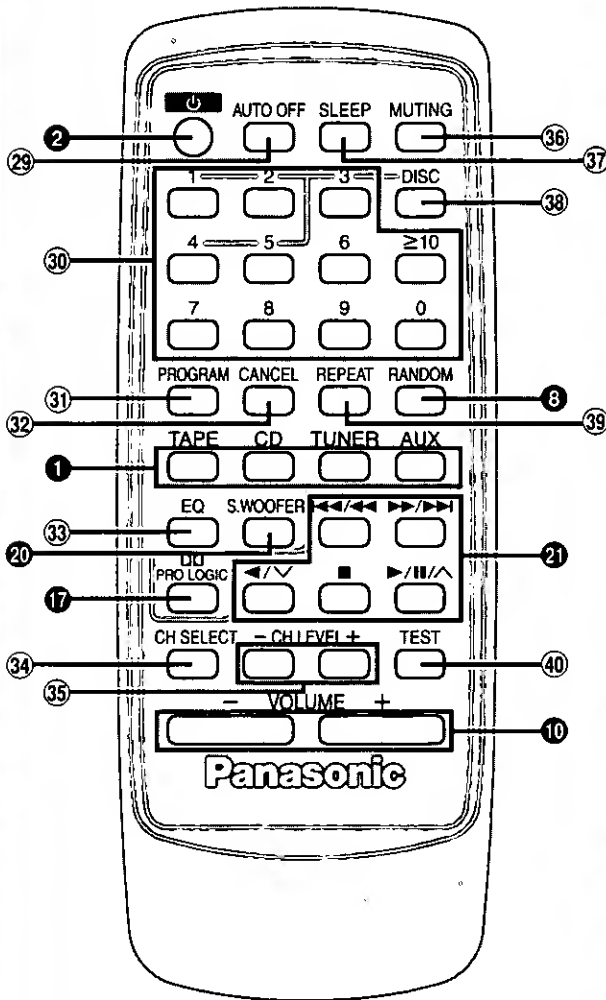 AUTO OFF SLEEP MUTING
2 36
29 37
1 2 3 DISC
38
4 5 6 ≥10
30
7 8 9 0
PROGRAM CANCEL REPEAT RANDOM
31 8
32 39
TAPE CD TUNER AUX
1
EQ S.WOOFER ⏮◀◀/◀◀ ▶▶/▶▶⏭
33
20 21
PRO LOGIC ◀/∨ ■ ▶/⏸/∧
17
CH SELECT − CH LEVEL + TEST
34 40
35
− VOLUME +
10
Panasonic